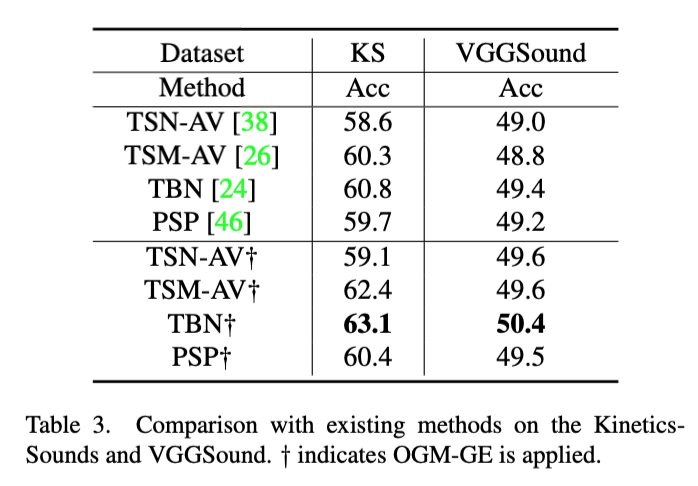 Dataset KS VGGSound
Method Acc Acc
TSN-AV [38] 58.6 49.0
TSM-AV [26] 60.3 48.8
TBN [24] 60.8 49.4
PSP [46] 59.7 49.2
TSN-AV† 59.1 49.6
TSM-AV† 62.4 49.6
TBN† 63.1 50.4
PSP† 60.4 49.5
Table 3. Comparison with existing methods on the Kinetics-
Sounds and VGGSound. † indicates OGM-GE is applied.